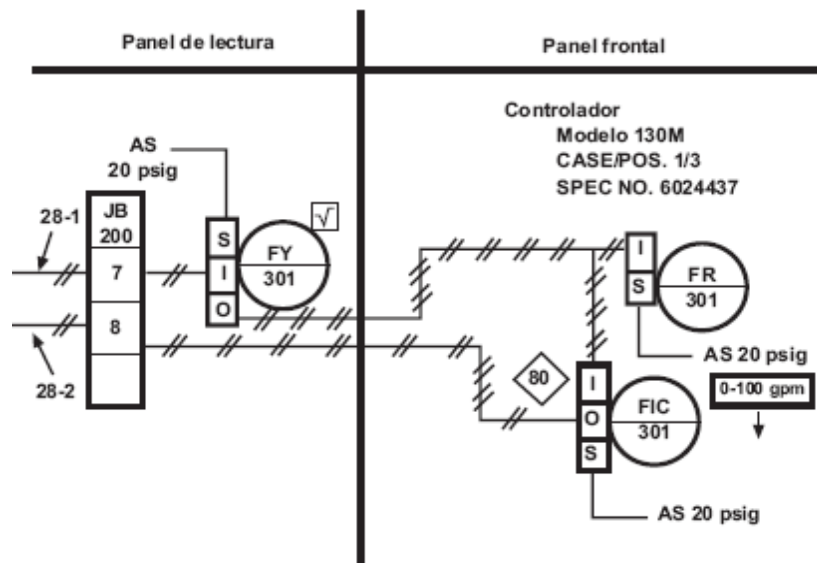 Panel de lectura
Panel frontal
Controlador
Modelo 130M
CASE/POS. 1/3
SPEC NO. 6024437
AS
20 psig
28-1
JB
200
7
8
28-2
S
I
O
FY
301
√
I
S
FR
301
AS 20 psig
0-100 gpm
80
I
O
S
FIC
301
AS 20 psig